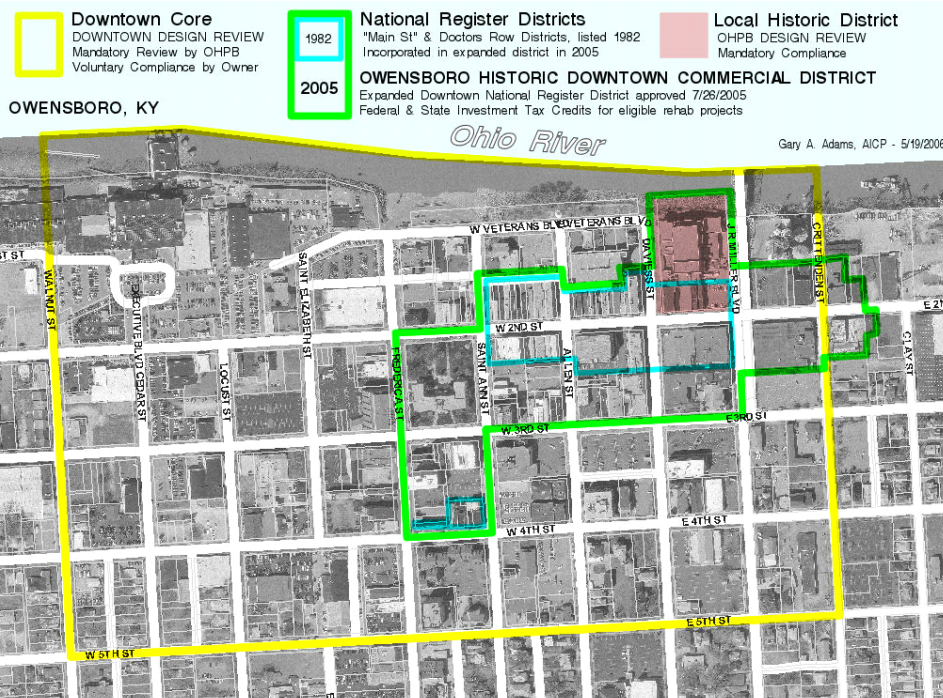 Downtown Core
DOWNTOWN DESIGN REVIEW
Mandatory Review by OHPB
Voluntary Compliance by Owner
OWENSBORO, KY
1982
2005
National Register Districts
"Main St" & Doctors Row Districts, listed 1982
Incorporated in expanded district in 2005
OWENSBORO HISTORIC DOWNTOWN COMMERCIAL DISTRICT
Expanded Downtown National Register District approved 7/26/2005
Federal & State Investment Tax Credits for eligible rehab projects
Local Historic District
OHPB DESIGN REVIEW
Mandatory Compliance
Ohio River
Gary A. Adams, AICP - 5/19/2006
W VETERANS BLVD
VETERANS BLVD
ST ST
WALNUT ST
EXECUTIVE BLVD
CEDAR ST
LOCUST ST
SAINT ELIZABETH ST
FREDERICA ST
SAINT ANN ST
ALLEN ST
DAVIESS ST
J R MILLER BLVD
CRITTENDEN ST
CLAY ST
W 2ND ST
E 2N
W 3RD ST
E 3RD ST
W 4TH ST
E 4TH ST
W 5TH ST
E 5TH ST